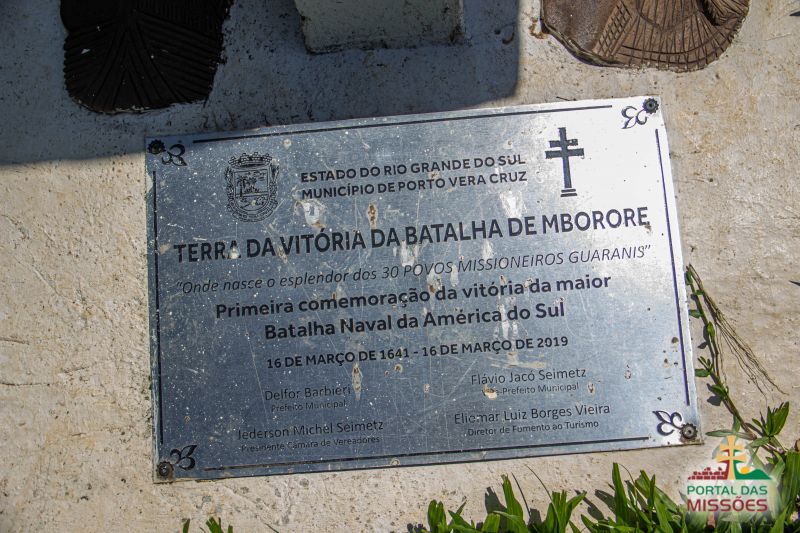 ESTADO DO RIO GRANDE DO SUL
MUNICÍPIO DE PORTO VERA CRUZ
TERRA DA VITÓRIA DA BATALHA DE MBORORE
"Onde nasce o esplendor dos 30 POVOS MISSIONEIROS GUARANIS"
Primeira comemoração da vitória da maior
Batalha Naval da América do Sul
16 DE MARÇO DE 1641 - 16 DE MARÇO DE 2019
Delfor Barbieri
Prefeito Municipal
Flávio Jacó Seimetz
Vice-Prefeito Municipal
Jederson Michel Seimetz
Presidente Câmara de Vereadores
Eliemar Luiz Borges Vieira
Diretor de Fomento ao Turismo
PORTAL DAS
MISSÕES